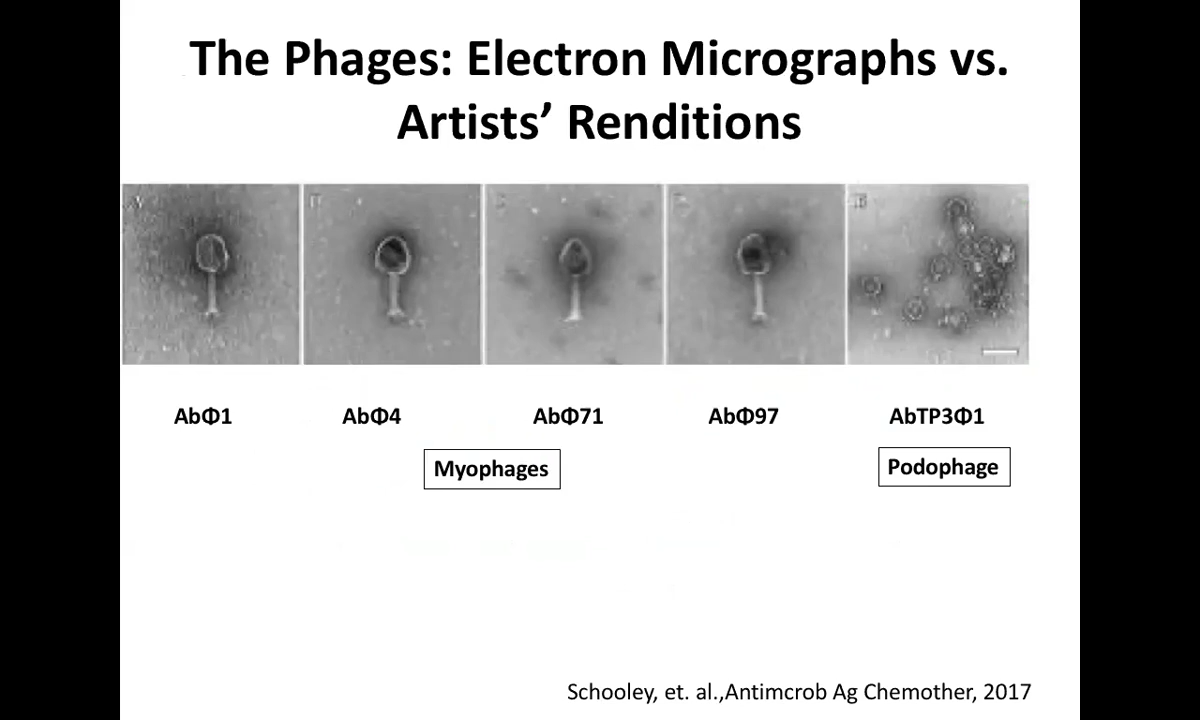 The Phages: Electron Micrographs vs.
Artists’ Renditions
AbΦ1 AbΦ4 AbΦ71 AbΦ97 AbTP3Φ1
Myophages Podophage
Schooley, et. al.,Antimcrob Ag Chemother, 2017